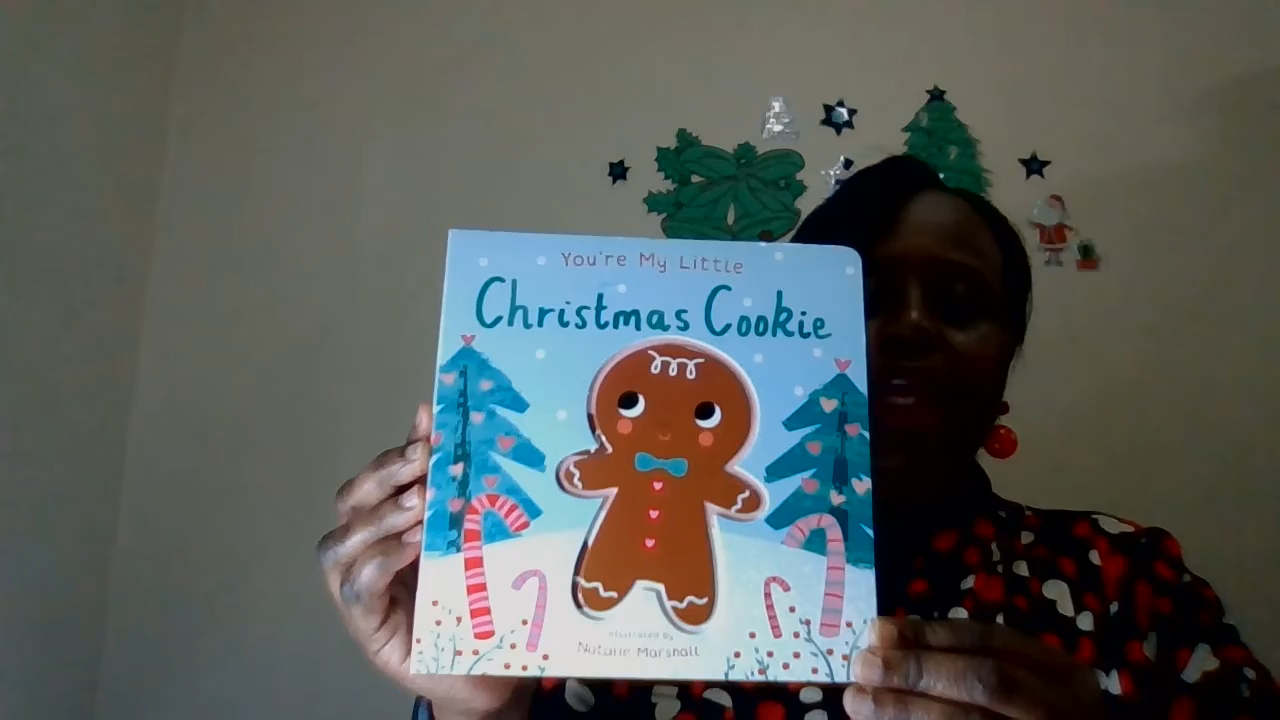 You're My Little
Christmas Cookie
ILLUSTRATED BY
Natalie Marshall